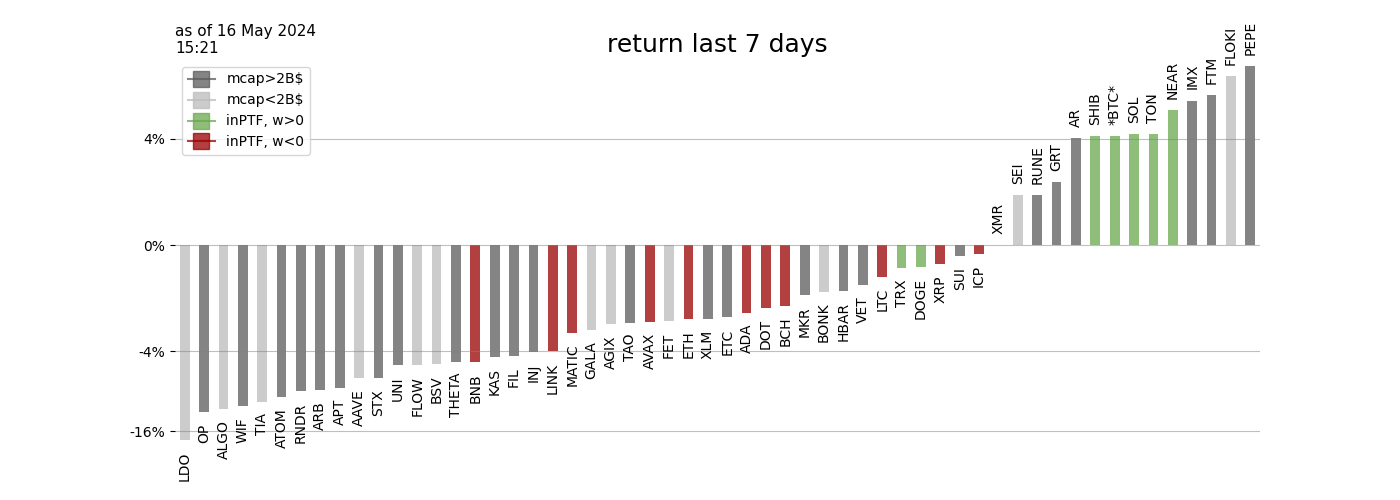 as of 16 May 2024
15:21
return last 7 days
mcap>2B$
mcap<2B$
inPTF, w>0
inPTF, w<0
4%
0%
-4%
-16%
LDO
OP
ALGO
WIF
TIA
ATOM
RNDR
ARB
APT
AAVE
STX
UNI
FLOW
BSV
THETA
BNB
KAS
FIL
INJ
LINK
MATIC
GALA
AGIX
TAO
AVAX
FET
ETH
XLM
ETC
ADA
DOT
BCH
MKR
BONK
HBAR
VET
LTC
TRX
DOGE
XRP
SUI
ICP
XMR
SEI
RUNE
GRT
AR
SHIB
*BTC*
SOL
TON
NEAR
IMX
FTM
FLOKI
PEPE